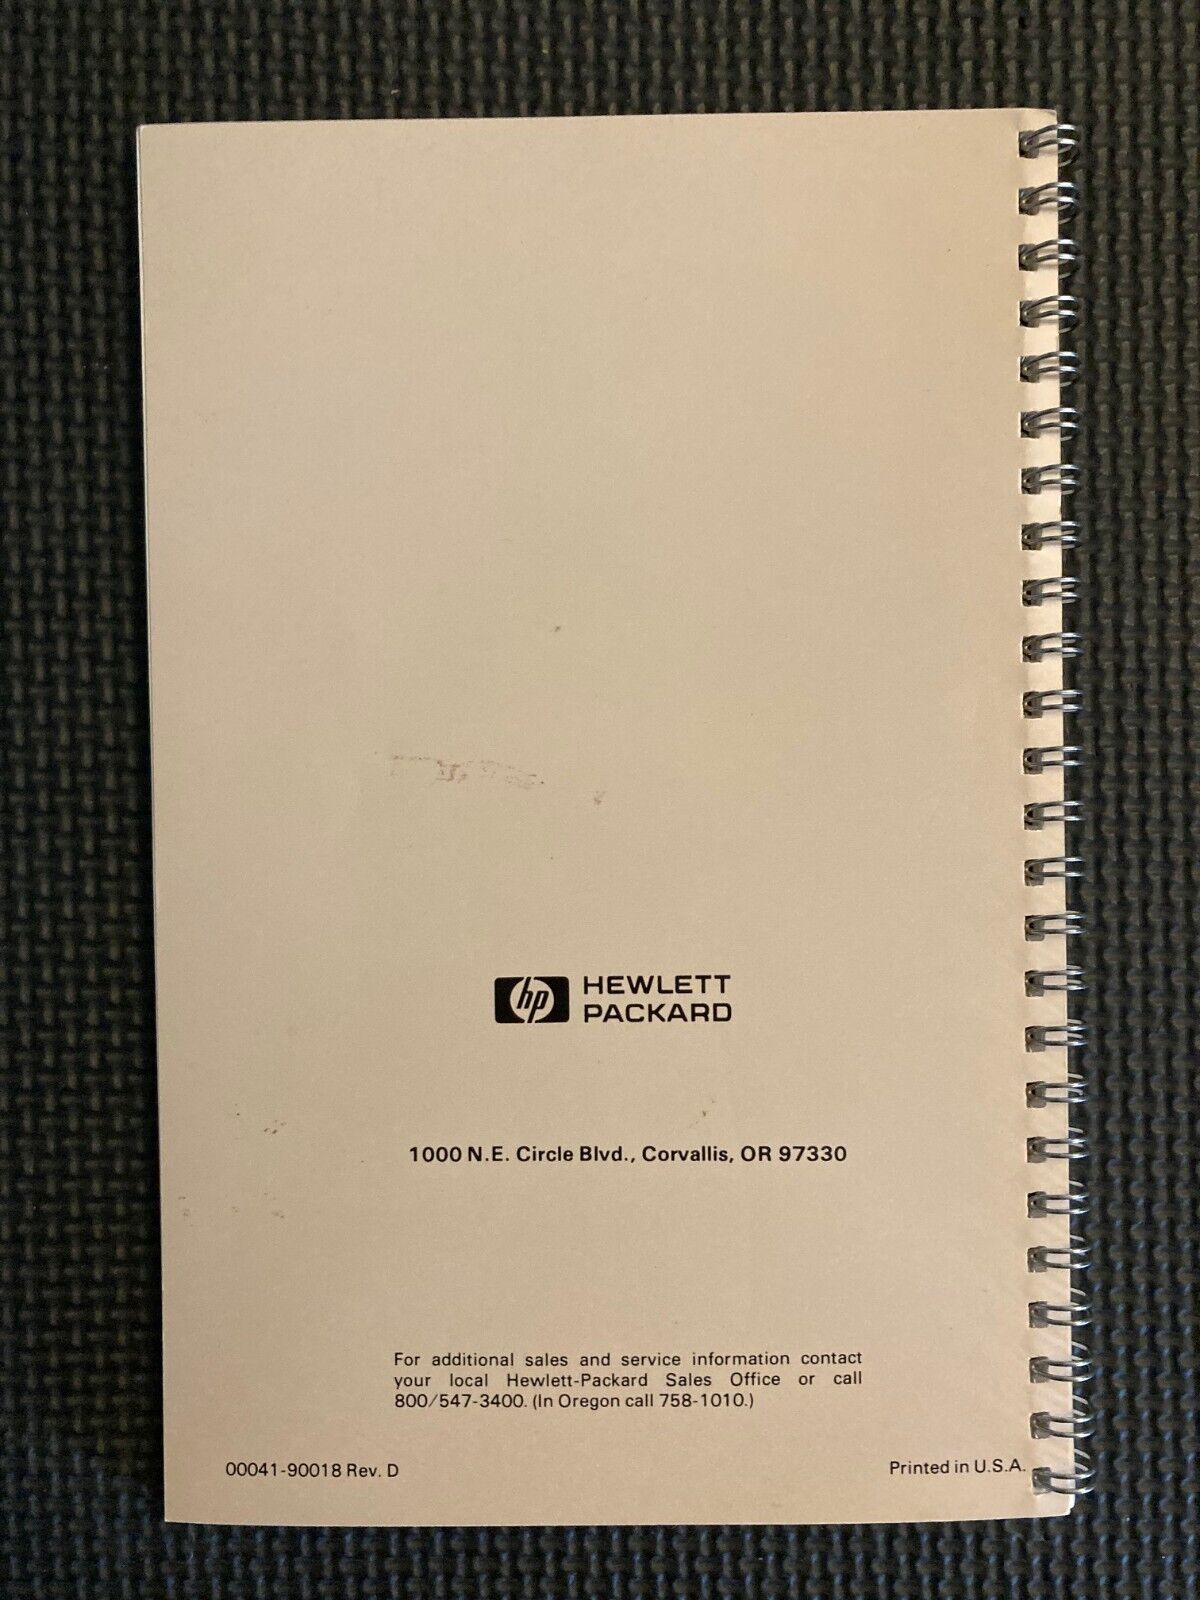 hp HEWLETT
PACKARD
1000 N.E. Circle Blvd., Corvallis, OR 97330
For additional sales and service information contact
your local Hewlett-Packard Sales Office or call
800/547-3400. (In Oregon call 758-1010.)
00041-90018 Rev. D
Printed in U.S.A.